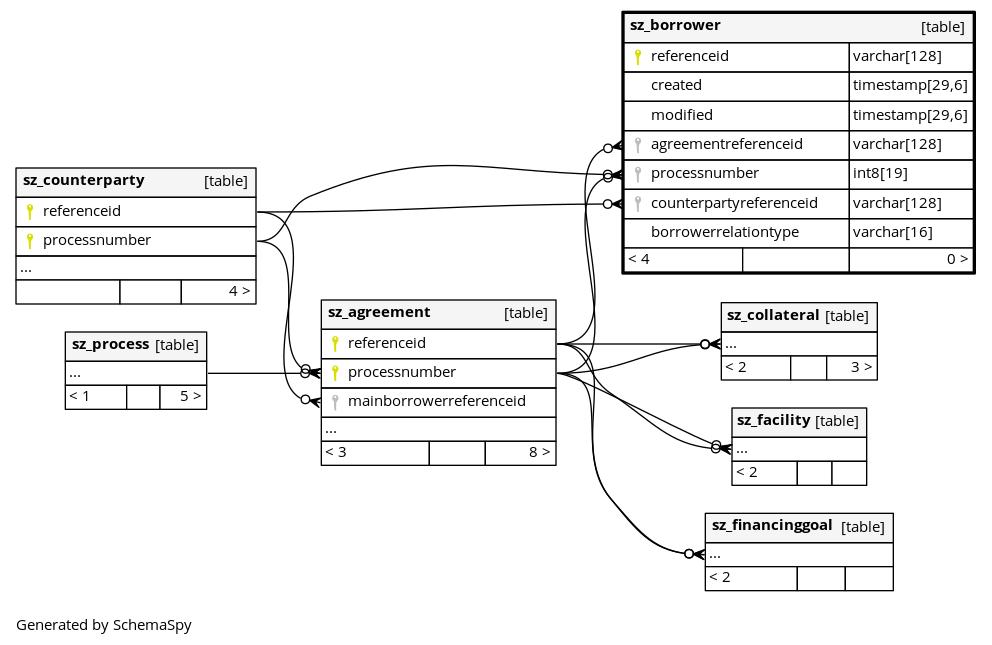 sz_borrower [table]
referenceid varchar[128]
created timestamp[29,6]
modified timestamp[29,6]
agreementreferenceid varchar[128]
processnumber int8[19]
counterpartyreferenceid varchar[128]
borrowerrelationtype varchar[16]
< 4 0 >
sz_counterparty [table]
referenceid
processnumber
...
4 >
sz_process [table]
...
< 1 5 >
sz_agreement [table]
referenceid
processnumber
mainborrowerreferenceid
...
< 3 8 >
sz_collateral [table]
...
< 2 3 >
sz_facility [table]
...
< 2
sz_financinggoal [table]
...
< 2
Generated by SchemaSpy